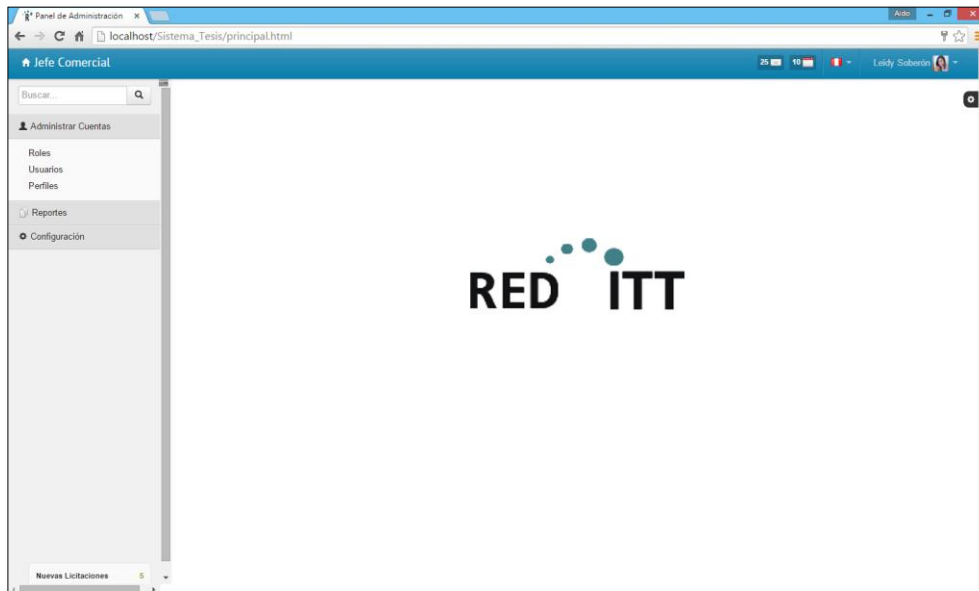 Panel de Administración
Aldo
localhost/Sistema_Tesis/principal.html
Jefe Comercial
25
10
Leidy Soberón
Buscar...
Administrar Cuentas
Roles
Usuarios
Perfiles
Reportes
Configuración
RED ITT
Nuevas Licitaciones 5